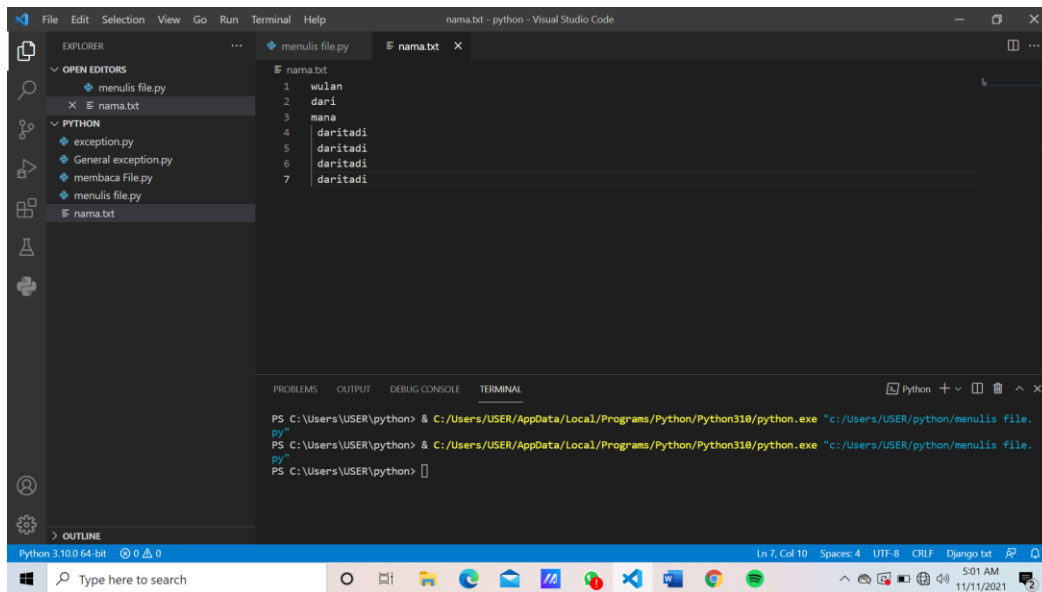 File Edit Selection View Go Run Terminal Help nama.txt - python - Visual Studio Code
EXPLORER
menulis file.py nama.txt
OPEN EDITORS
menulis file.py
nama.txt
PYTHON
exception.py
General exception.py
membaca File.py
menulis file.py
nama.txt
OUTLINE
nama.txt
1 wulan
2 dari
3 mana
4 daritadi
5 daritadi
6 daritadi
7 daritadi
PROBLEMS OUTPUT DEBUG CONSOLE TERMINAL
Python
PS C:\Users\USER\python> & C:/Users/USER/AppData/Local/Programs/Python/Python310/python.exe "c:/Users/USER/python/menulis file.
py"
PS C:\Users\USER\python> & C:/Users/USER/AppData/Local/Programs/Python/Python310/python.exe "c:/Users/USER/python/menulis file.
py"
PS C:\Users\USER\python>
Python 3.10.0 64-bit 0 0 Ln 7, Col 10 Spaces: 4 UTF-8 CRLF Django txt
Type here to search
5:01 AM
11/11/2021
2